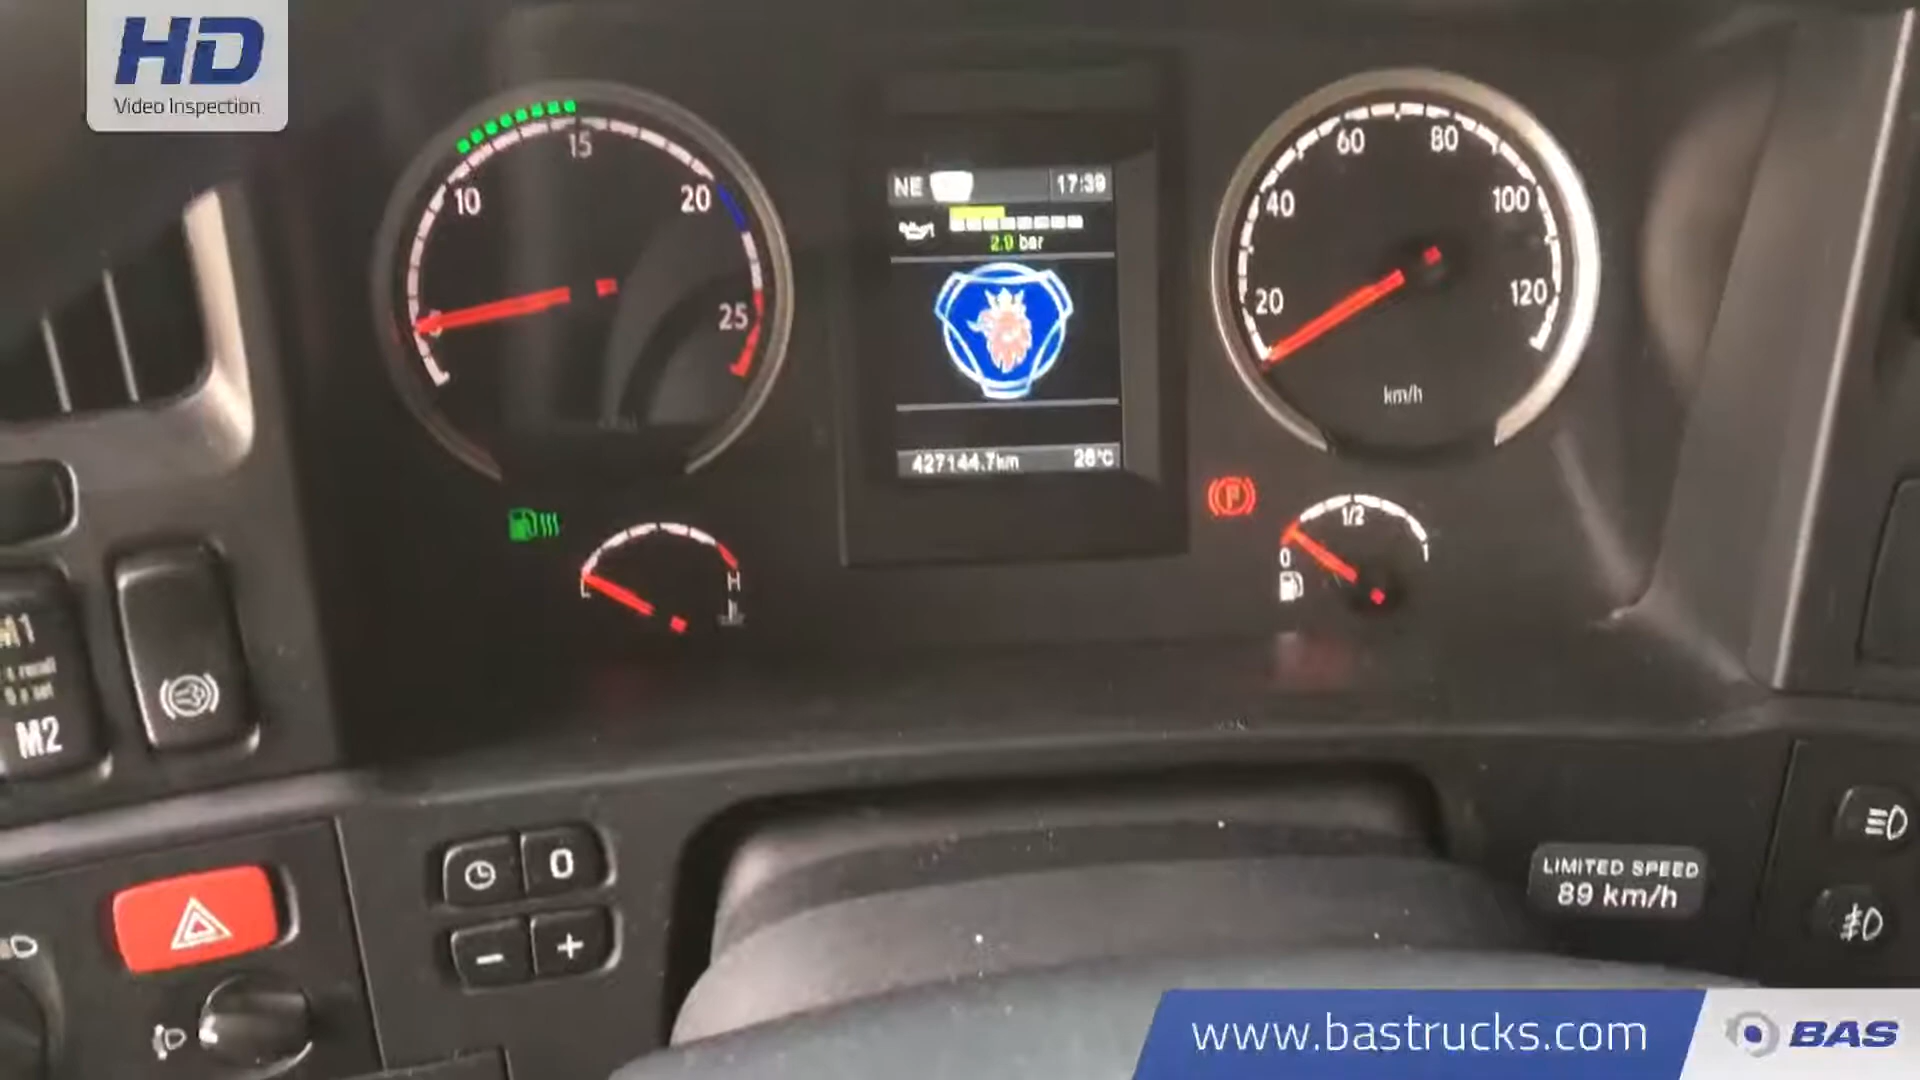 HD
Video Inspection
10
15
20
25
NE
17:39
2.0 bar
427144.7km
26°C
20
40
60
80
100
120
km/h
H
0
1/2
1
P
M1
M2
0
-
+
LIMITED SPEED
89 km/h
www.bastrucks.com
BAS